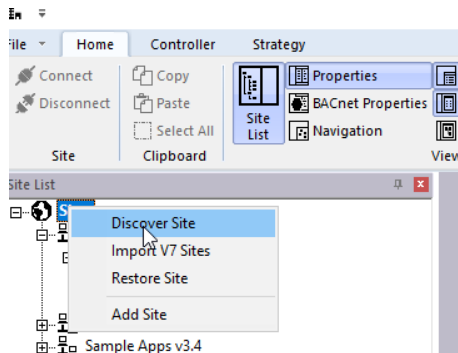 File Home Controller Strategy
Connect Copy Properties
Disconnect Paste Site List BACnet Properties
Select All Navigation
Site Clipboard View
Site List
Discover Site
Import V7 Sites
Restore Site
Add Site
Sample Apps v3.4